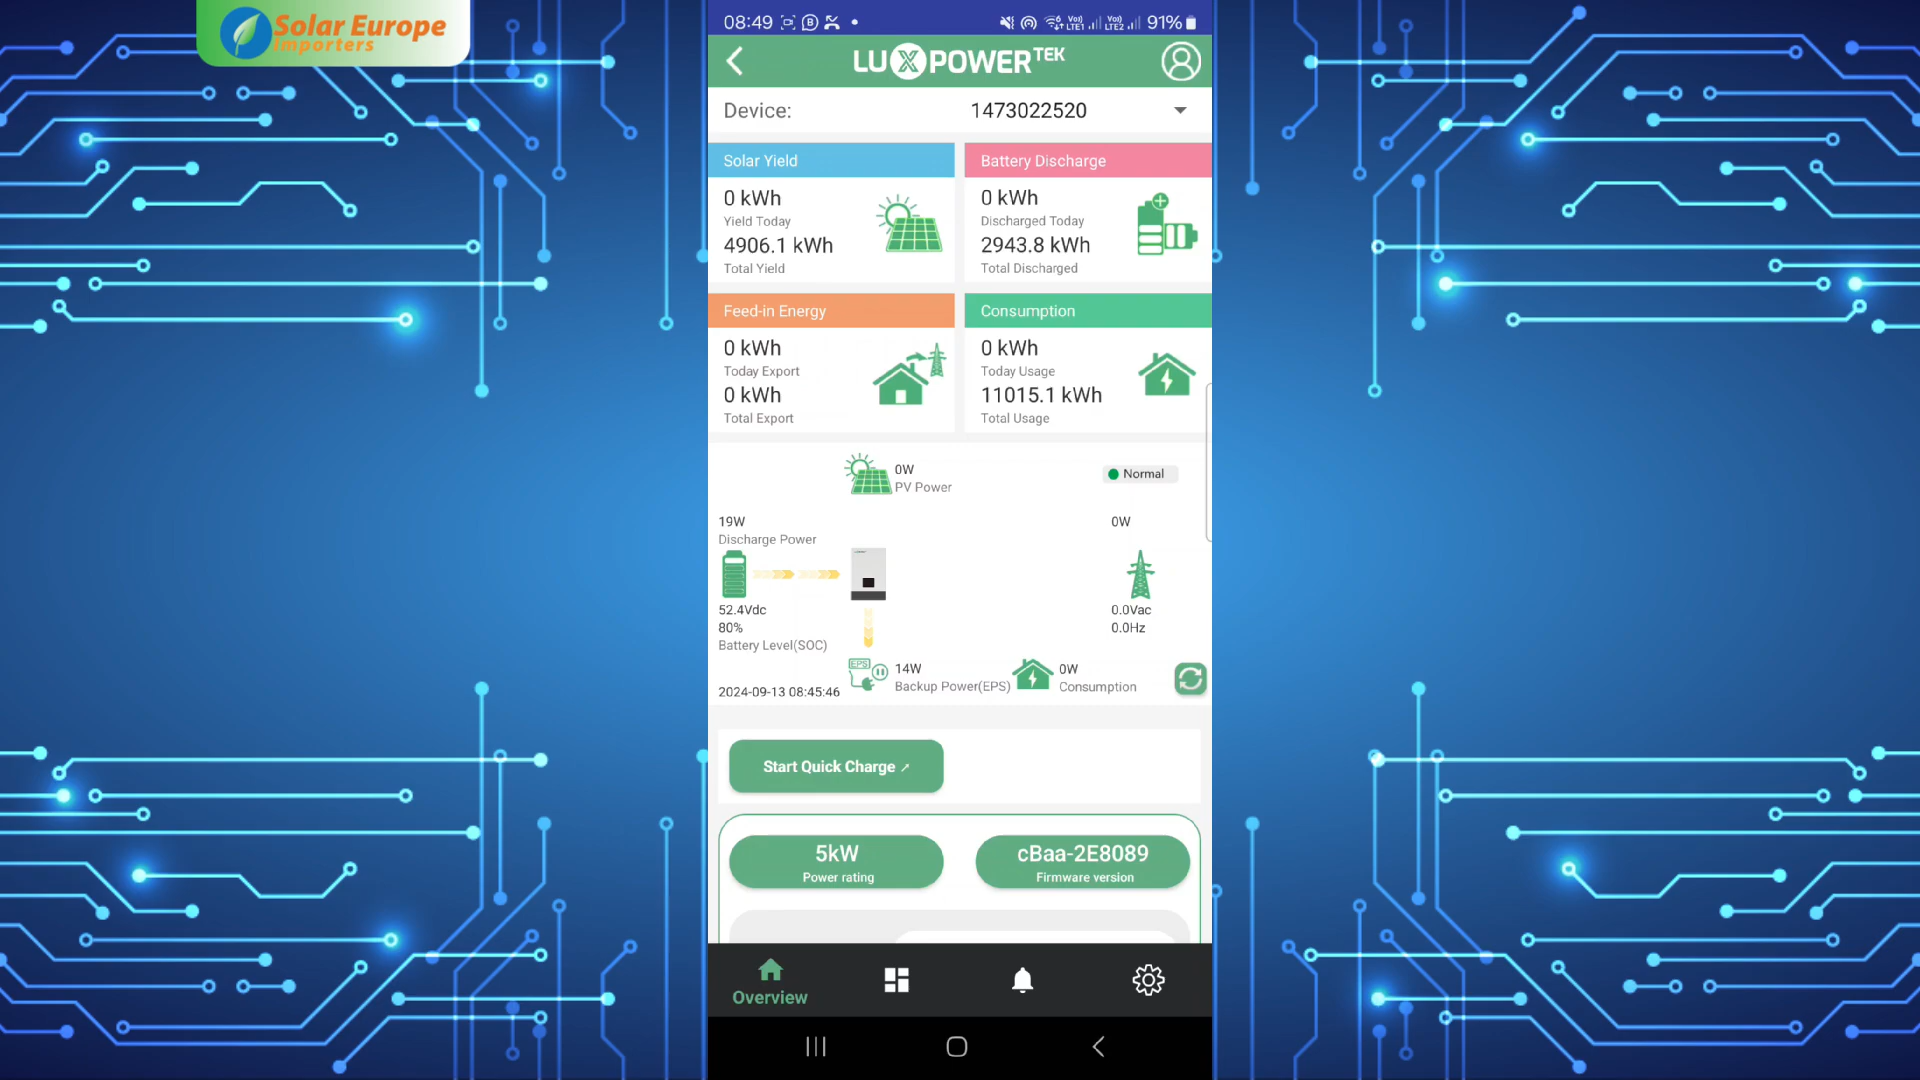 Solar Europe
Importers
08:49
91%
LUXPOWERTEK
Device:
1473022520
Solar Yield
0 kWh
Yield Today
4906.1 kWh
Total Yield
Battery Discharge
0 kWh
Discharged Today
2943.8 kWh
Total Discharged
Feed-in Energy
0 kWh
Today Export
0 kWh
Total Export
Consumption
0 kWh
Today Usage
11015.1 kWh
Total Usage
0W
PV Power
Normal
19W
Discharge Power
0W
52.4Vdc
80%
Battery Level(SOC)
0.0Vac
0.0Hz
EPS
14W
Backup Power(EPS)
0W
Consumption
2024-09-13 08:45:46
Start Quick Charge
5kW
Power rating
cBaa-2E8089
Firmware version
Overview